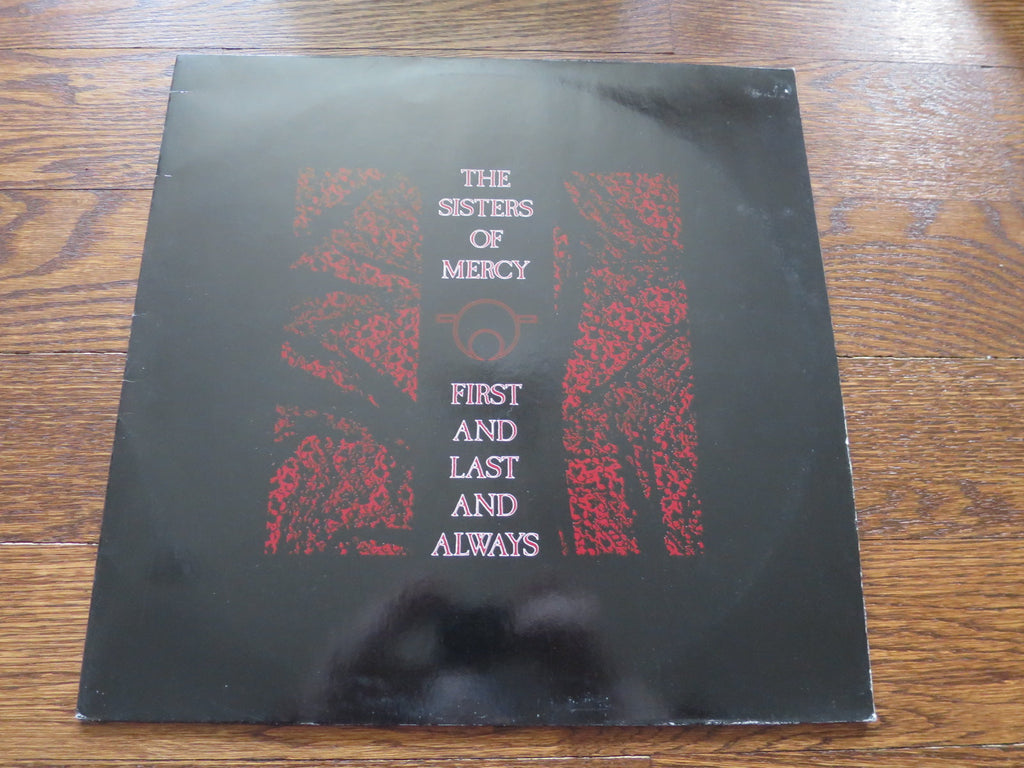 THE
SISTERS
OF
MERCY
FIRST
AND
LAST
AND
ALWAYS